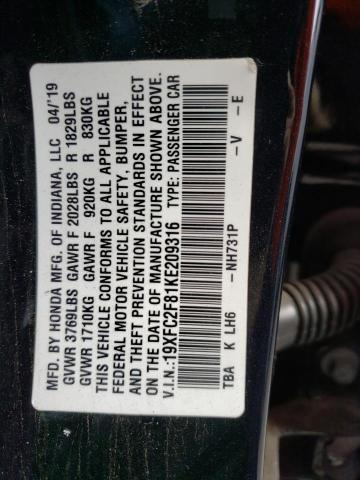 MFD. BY HONDA MFG. OF INDIANA, LLC 04/'19
GVWR 3769LBS GAWR F 2028LBS R 1829LBS
GVWR 1710KG GAWR F 920KG R 830KG
THIS VEHICLE CONFORMS TO ALL APPLICABLE
FEDERAL MOTOR VEHICLE SAFETY, BUMPER,
AND THEFT PREVENTION STANDARDS IN EFFECT
ON THE DATE OF MANUFACTURE SHOWN ABOVE.
V.I.N.:19XFC2F81KE209316 TYPE: PASSENGER CAR
TBA K LH6 -NH731P -V -E